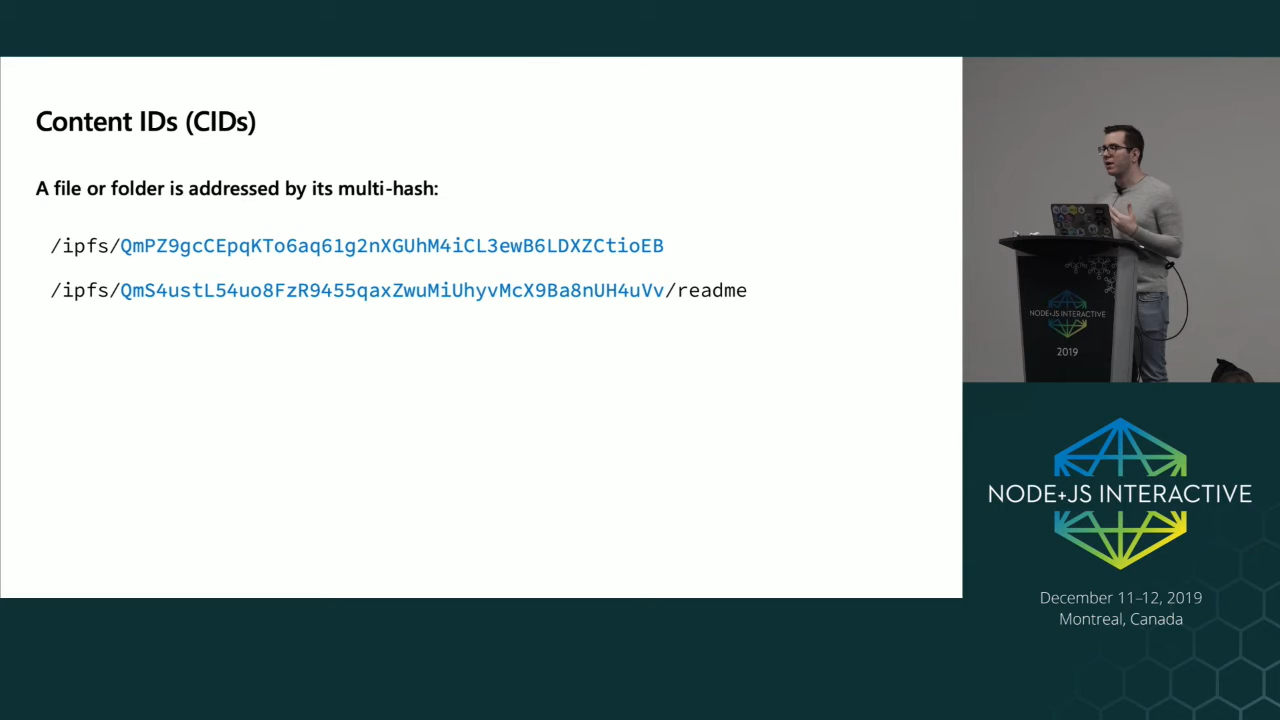 Content IDs (CIDs)
A file or folder is addressed by its multi-hash:
/ipfs/QmPZ9gcCEpqKTo6aq61g2nXGUhM4iCL3ewB6LDXZCtioEB
/ipfs/QmS4ustL54uo8FzR9455qaxZwuMiUhyvMcX9Ba8nUH4uVv/readme
NODE+JS INTERACTIVE
2019
NODE+JS INTERACTIVE
December 11–12, 2019
Montreal, Canada